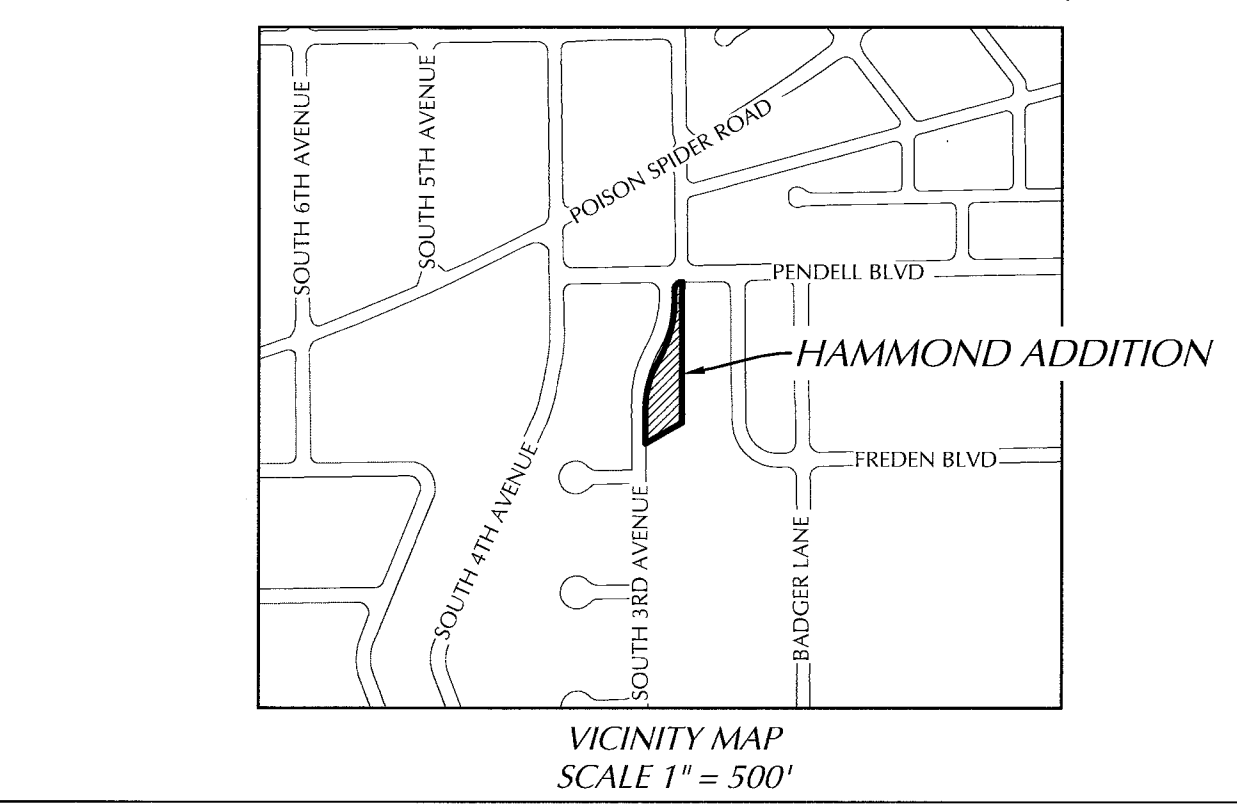 SOUTH 6TH AVENUE
SOUTH 5TH AVENUE
POISON SPIDER ROAD
PENDELL BLVD
HAMMOND ADDITION
FREDEN BLVD
SOUTH 4TH AVENUE
SOUTH 3RD AVENUE
BADGER LANE
VICINITY MAP
SCALE 1" = 500'